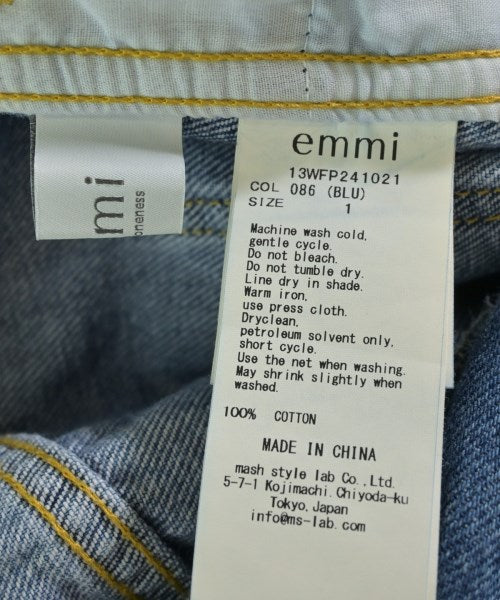 emmi
13WFP241021
COL 086 (BLU)
SIZE 1
Machine wash cold,
gentle cycle.
Do not bleach.
Do not tumble dry.
Line dry in shade.
Warm iron,
use press cloth.
Dryclean,
petroleum solvent only,
short cycle.
Use the net when washing.
May shrink slightly when
washed.
100% COTTON
MADE IN CHINA
mash style lab Co., Ltd.
5-7-1 Kojimachi, Chiyoda-ku
Tokyo, Japan
info@ms-lab.com
mi
oneness